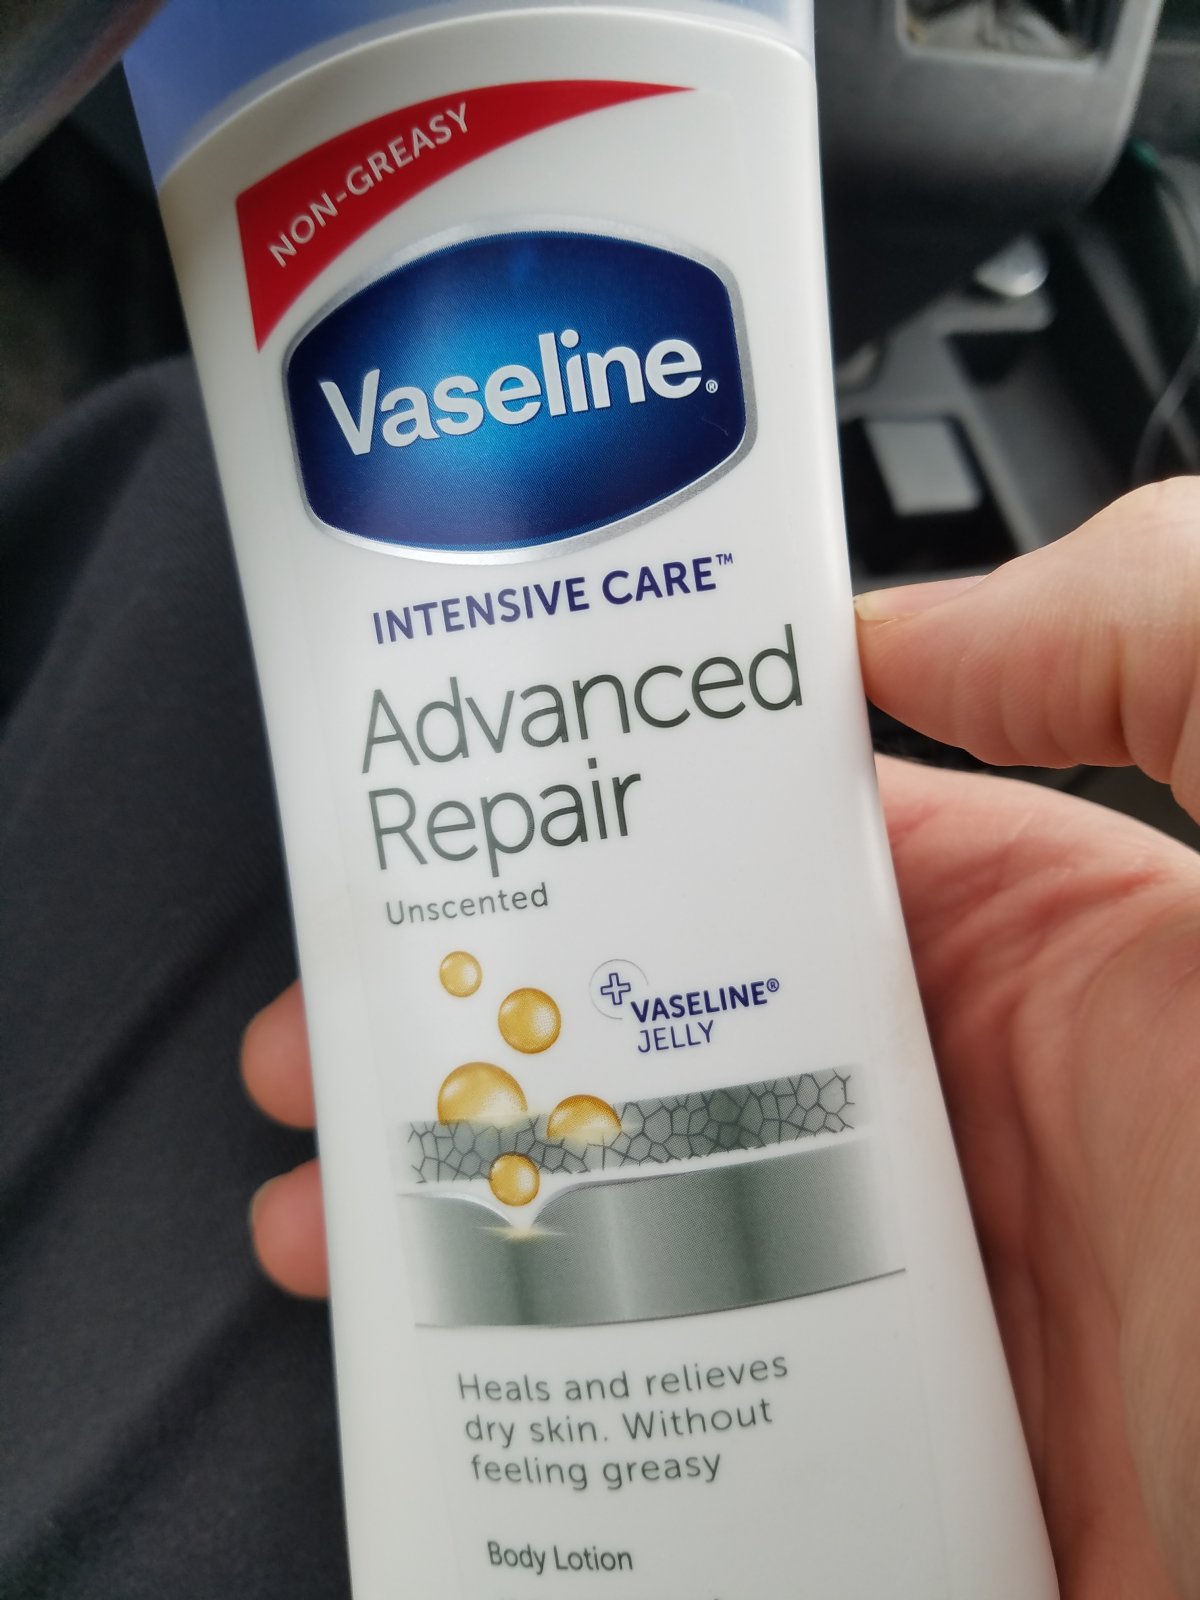 NON-GREASY
Vaseline®
INTENSIVE CARE™
Advanced
Repair
Unscented
VASELINE®
JELLY
Heals and relieves
dry skin. Without
feeling greasy
Body Lotion